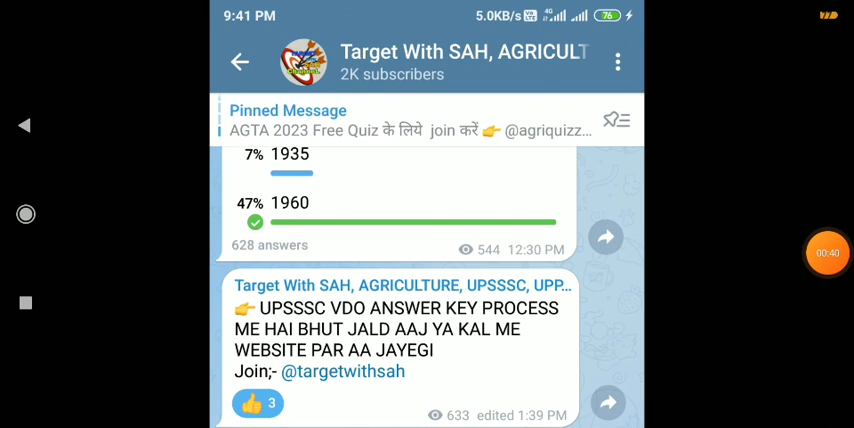 9:41 PM 5.0KB/s 4G 76
Target With SAH, AGRICULT
2K subscribers
Pinned Message
AGTA 2023 Free Quiz के लिये join करें 👉 @agriquizz...
7% 1935
47% 1960
628 answers
544 12:30 PM
Target With SAH, AGRICULTURE, UPSSSC, UPP...
👉 UPSSSC VDO ANSWER KEY PROCESS
ME HAI BHUT JALD AAJ YA KAL ME
WEBSITE PAR AA JAYEGI
Join;- @targetwithsah
👍 3
633 edited 1:39 PM
00:40